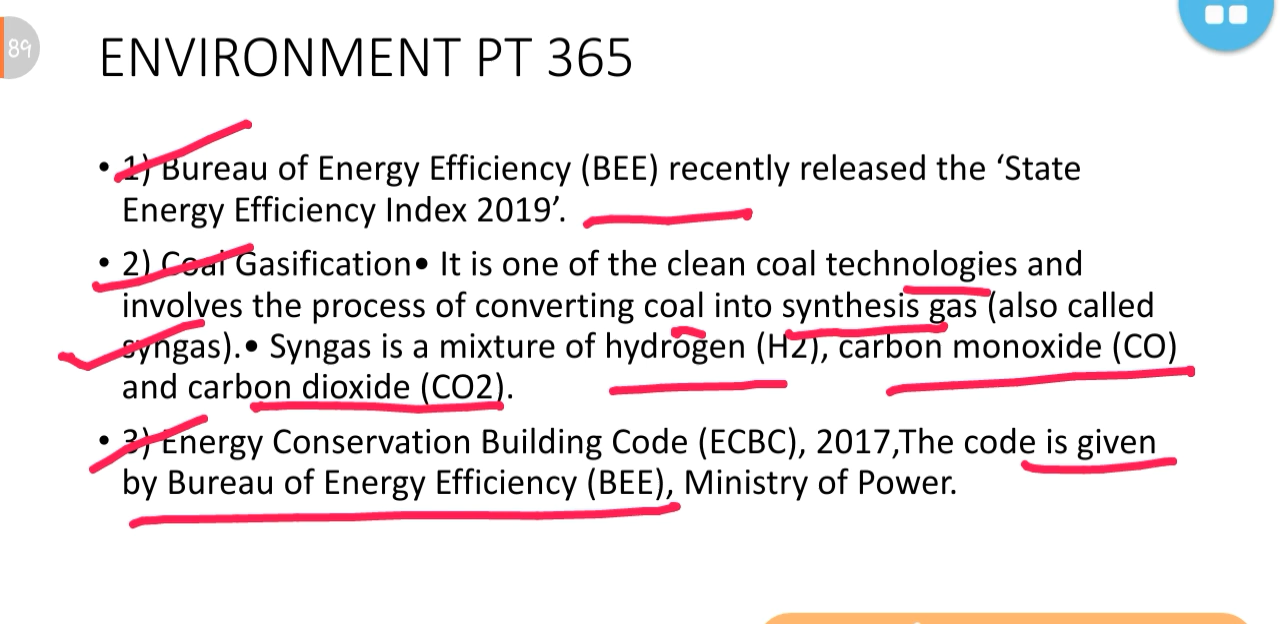 89
ENVIRONMENT PT 365
• 1) Bureau of Energy Efficiency (BEE) recently released the ‘State
Energy Efficiency Index 2019’.
• 2) Coal Gasification• It is one of the clean coal technologies and
involves the process of converting coal into synthesis gas (also called
syngas).• Syngas is a mixture of hydrogen (H2), carbon monoxide (CO)
and carbon dioxide (CO2).
• 3) Energy Conservation Building Code (ECBC), 2017,The code is given
by Bureau of Energy Efficiency (BEE), Ministry of Power.